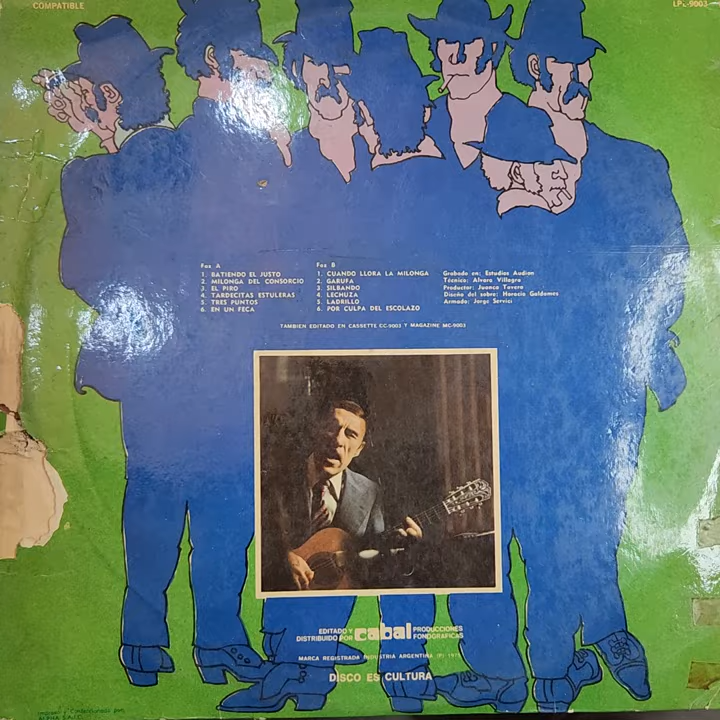 COMPATIBLE
LPL-9003
Faz A
1. BATIENDO EL JUSTO
2. MILONGA DEL CONSORCIO
3. EL PIRO
4. TARDECITAS ESTULERAS
5. TRES PUNTOS
6. EN UN FECA
Faz B
1. CUANDO LLORA LA MILONGA
2. GARUFA
3. SILBANDO
4. LECHUZA
5. LADRILLO
6. POR CULPA DEL ESCOLAZO
Grabado en: Estudios Audion
Técnico: Alvaro Villagra
Productor: Juanca Tavera
Diseño del sobre: Horacio Galdames
Armado: Jorge Servici
TAMBIEN EDITADO EN CASSETTE CC-9003 Y MAGAZINE MC-9003
EDITADO Y
DISTRIBUIDO POR
cabal
PRODUCCIONES
FONOGRAFICAS
MARCA REGISTRADA INDUSTRIA ARGENTINA
DISCO ES CULTURA